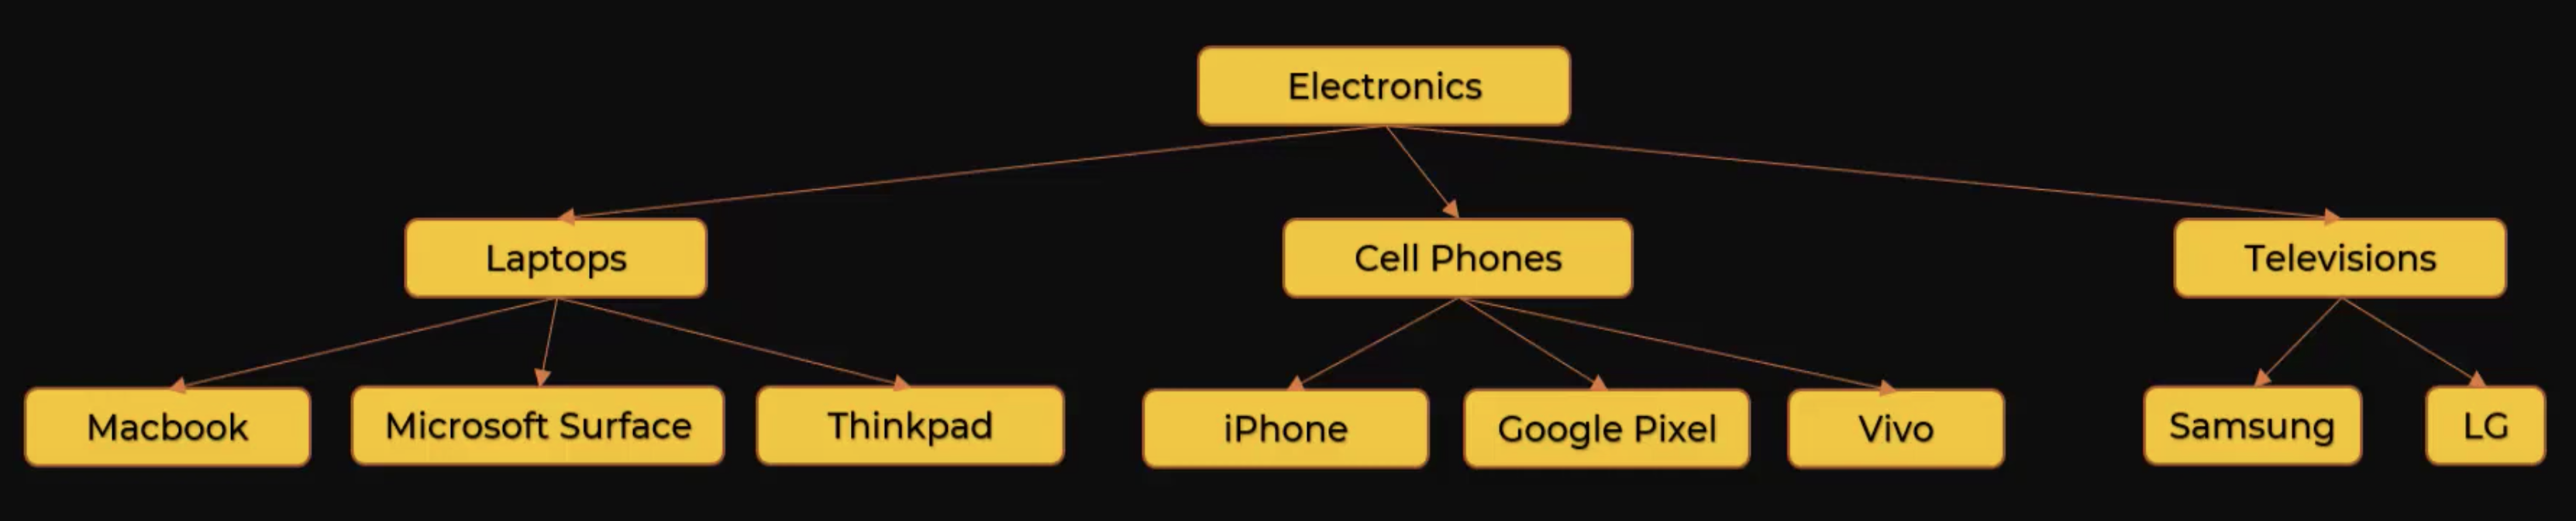 Electronics
Laptops
Cell Phones
Televisions
Macbook
Microsoft Surface
Thinkpad
iPhone
Google Pixel
Vivo
Samsung
LG